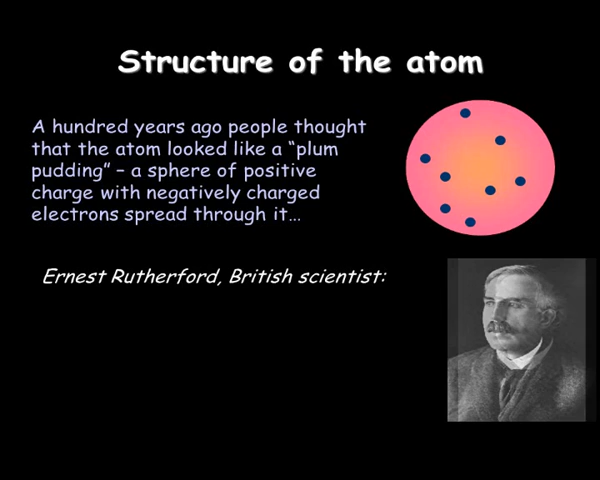 Structure of the atom
A hundred years ago people thought
that the atom looked like a “plum
pudding” – a sphere of positive
charge with negatively charged
electrons spread through it…
Ernest Rutherford, British scientist: